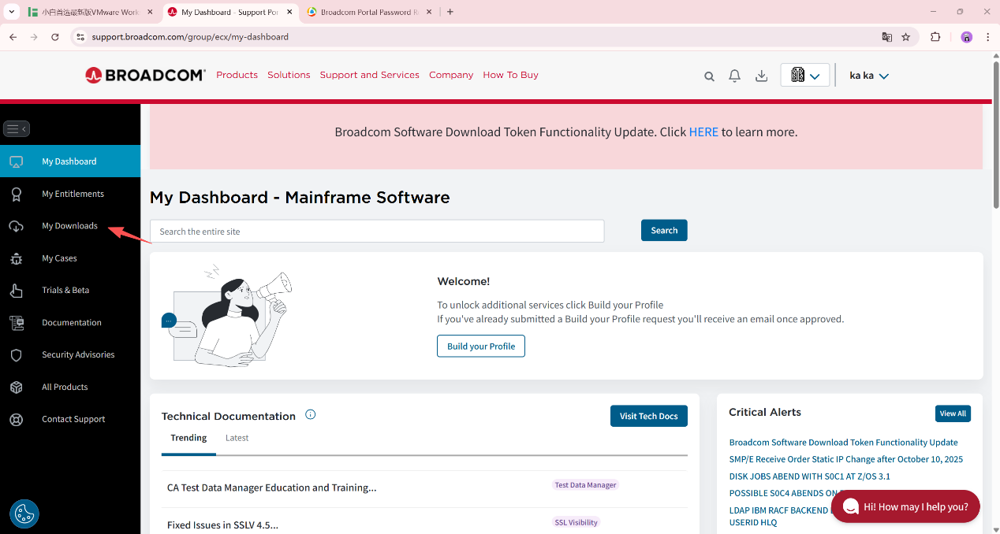 小白首选最新版VMware Work
My Dashboard - Support Por
Broadcom Portal Password R
support.broadcom.com/group/ecx/my-dashboard
BROADCOM
Products
Solutions
Support and Services
Company
How To Buy
ka ka
Broadcom Software Download Token Functionality Update. Click HERE to learn more.
My Dashboard
My Entitlements
My Downloads
My Cases
Trials & Beta
Documentation
Security Advisories
All Products
Contact Support
My Dashboard - Mainframe Software
Search the entire site
Search
Welcome!
To unlock additional services click Build your Profile
If you've already submitted a Build your Profile request you'll receive an email once approved.
Build your Profile
Technical Documentation
Visit Tech Docs
Trending
Latest
CA Test Data Manager Education and Training...
Test Data Manager
Fixed Issues in SSLV 4.5...
SSL Visibility
Critical Alerts
View All
Broadcom Software Download Token Functionality Update
SMP/E Receive Order Static IP Change after October 10, 2025
DISK JOBS ABEND WITH S0C1 AT Z/OS 3.1
POSSIBLE S0C4 ABENDS ON
LDAP IBM RACF BACKEND
USERID HLQ
Hi! How may I help you?